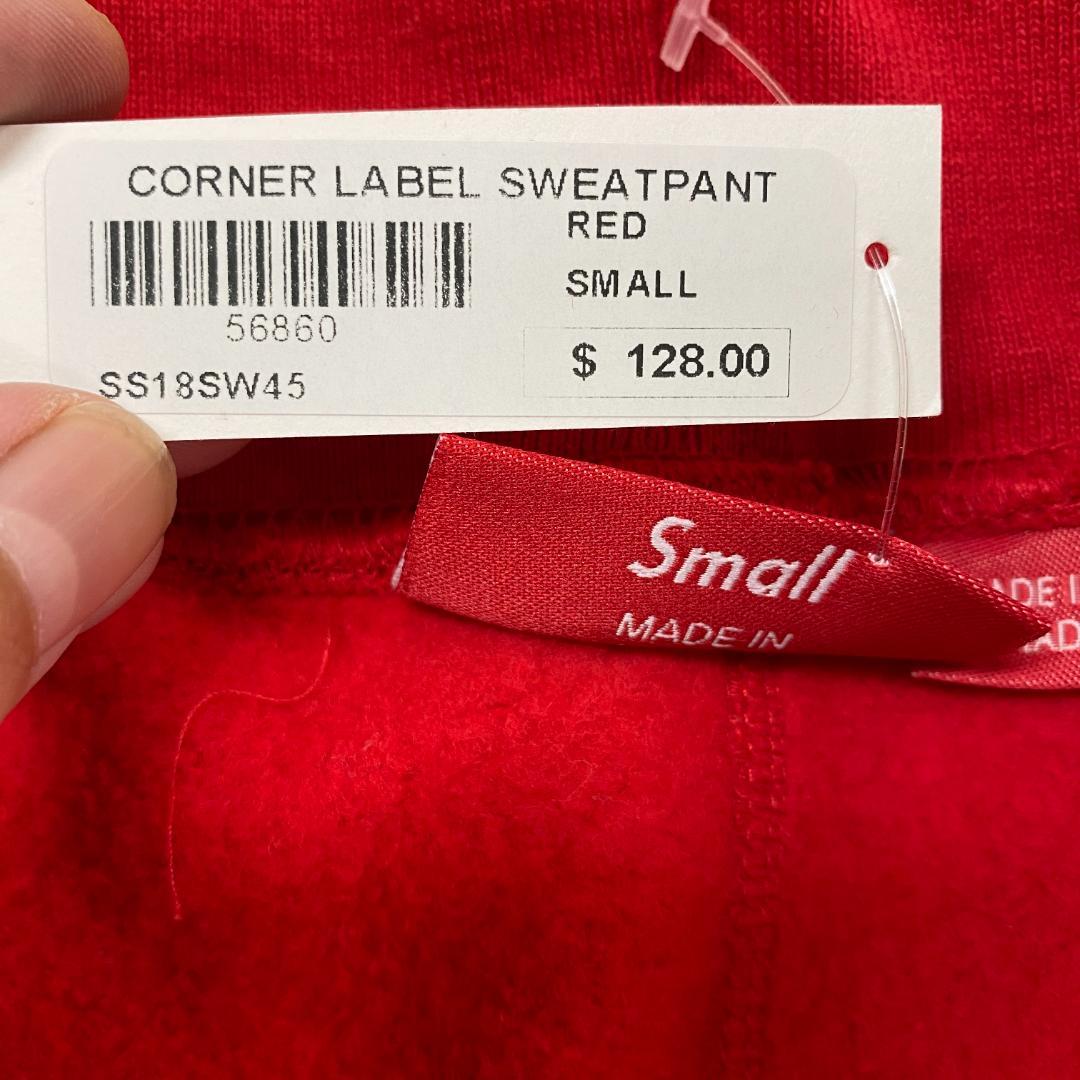 CORNER LABEL SWEATPANT
RED
SMALL
56860
$ 128.00
SS18SW45
Small
MADE IN